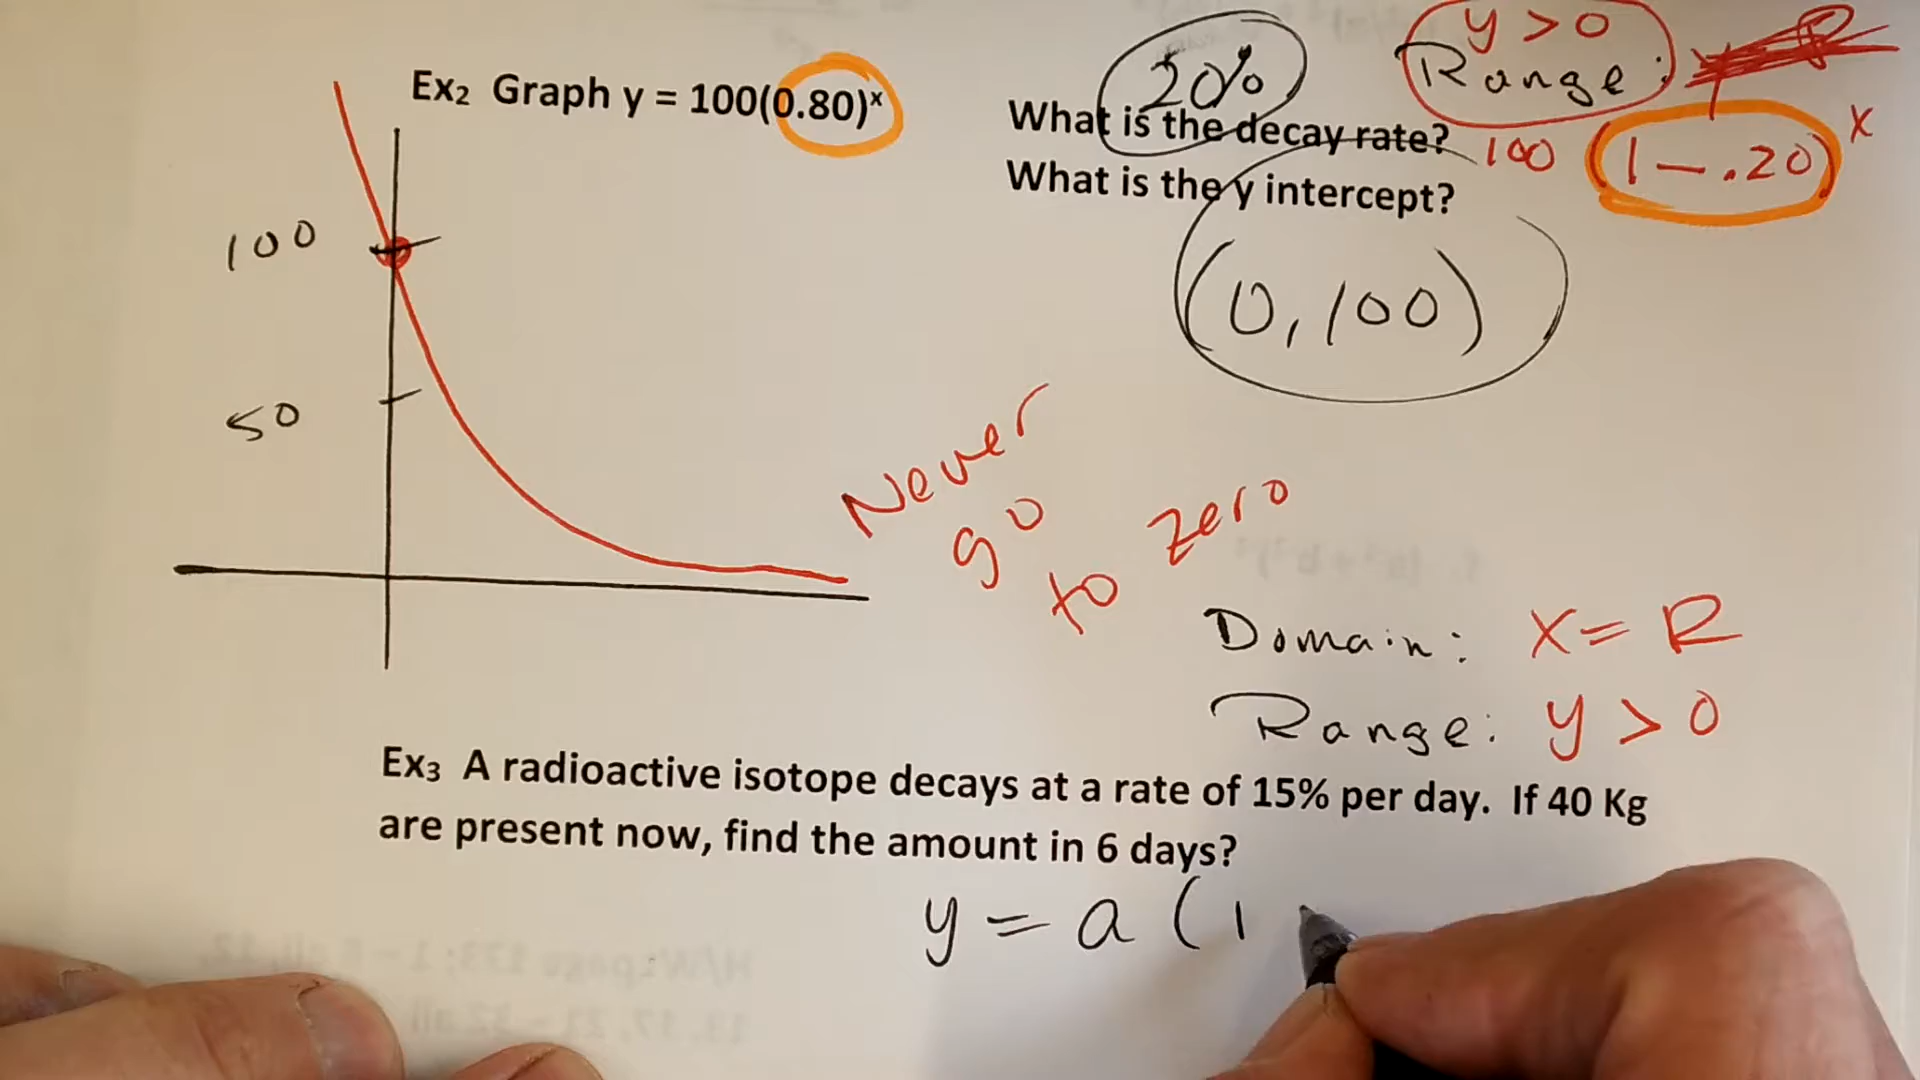 y > 0
20%
Range:
Ex2 Graph y = 100(0.80)ˣ
What is the decay rate?
100 (1 - .20)ˣ
What is the y intercept?
100
(0, 100)
50
Never
go
to zero
Domain: x = R
Range: y > 0
Ex3 A radioactive isotope decays at a rate of 15% per day. If 40 Kg
are present now, find the amount in 6 days?
y = a ( 1